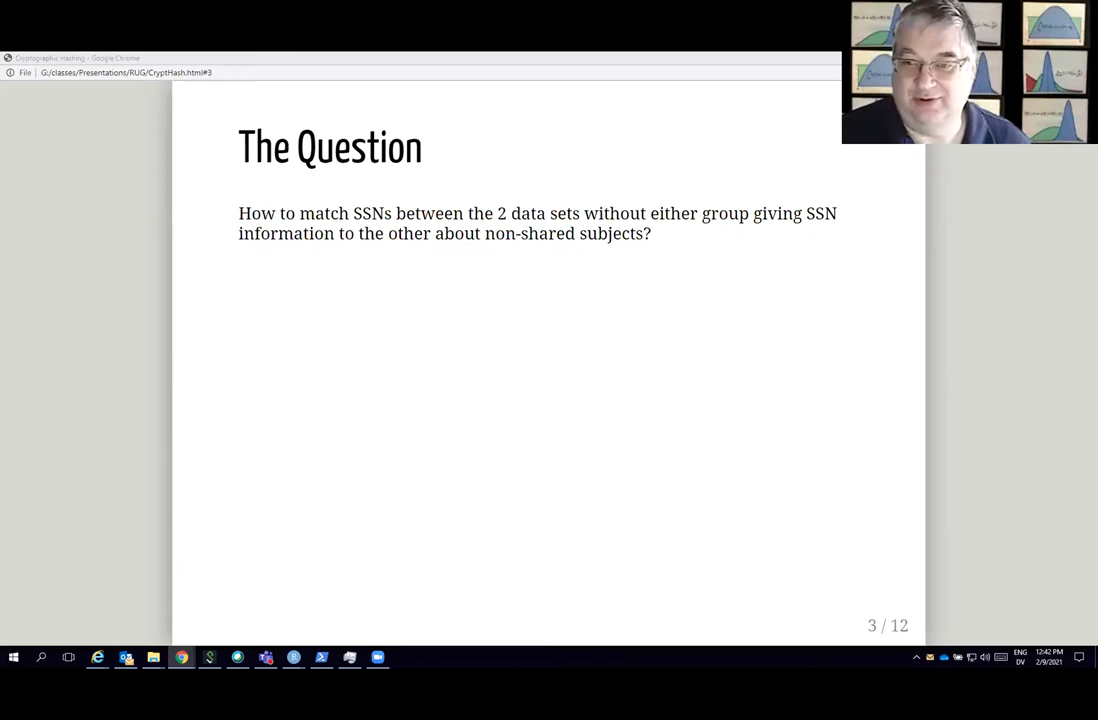 Cryptographic Hashing - Google Chrome
File
G:/classes/Presentations/RUG/CryptHash.html#3
The Question
How to match SSNs between the 2 data sets without either group giving SSN
information to the other about non-shared subjects?
3 / 12
ENG
DV
12:42 PM
2/9/2021